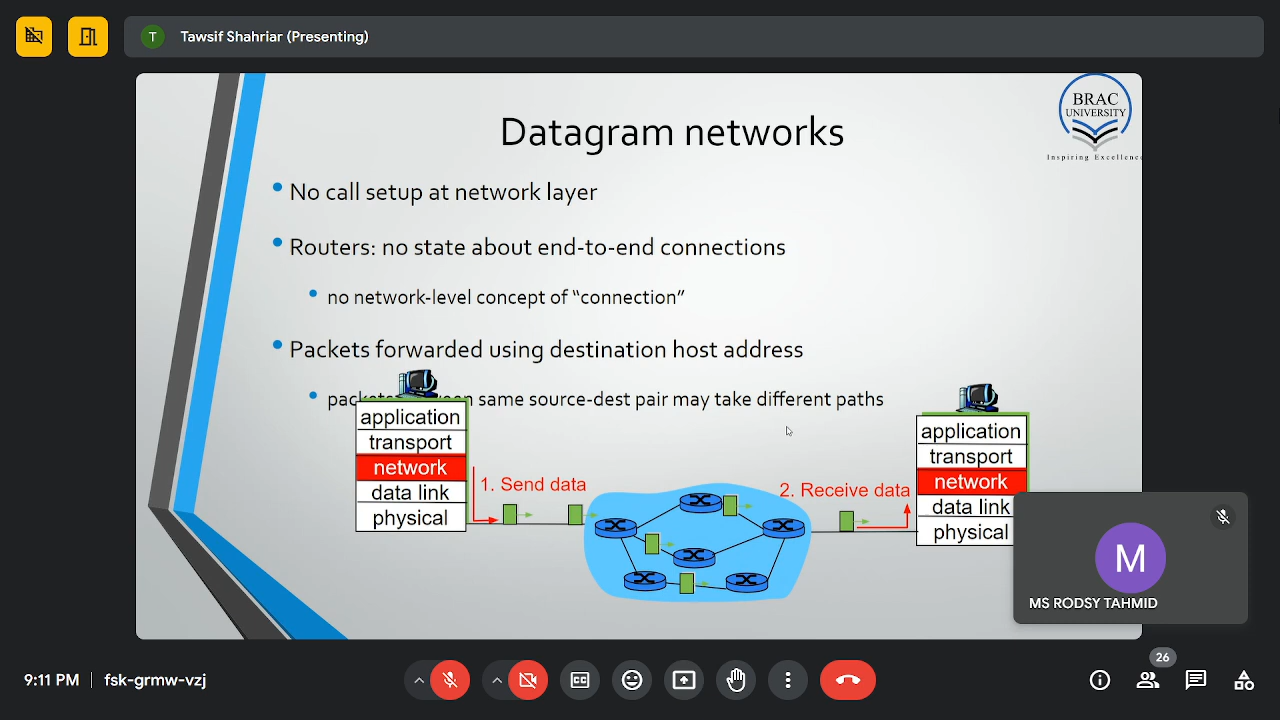 T Tawsif Shahriar (Presenting)
BRAC
UNIVERSITY
Inspiring Excellence
Datagram networks
• No call setup at network layer
• Routers: no state about end-to-end connections
• no network-level concept of “connection”
• Packets forwarded using destination host address
• same source-dest pair may take different paths
application
transport
network
data link
physical
1. Send data
2. Receive data
application
transport
network
data link
physical
M
MS RODSY TAHMID
9:11 PM | fsk-grmw-vzj
CC
26